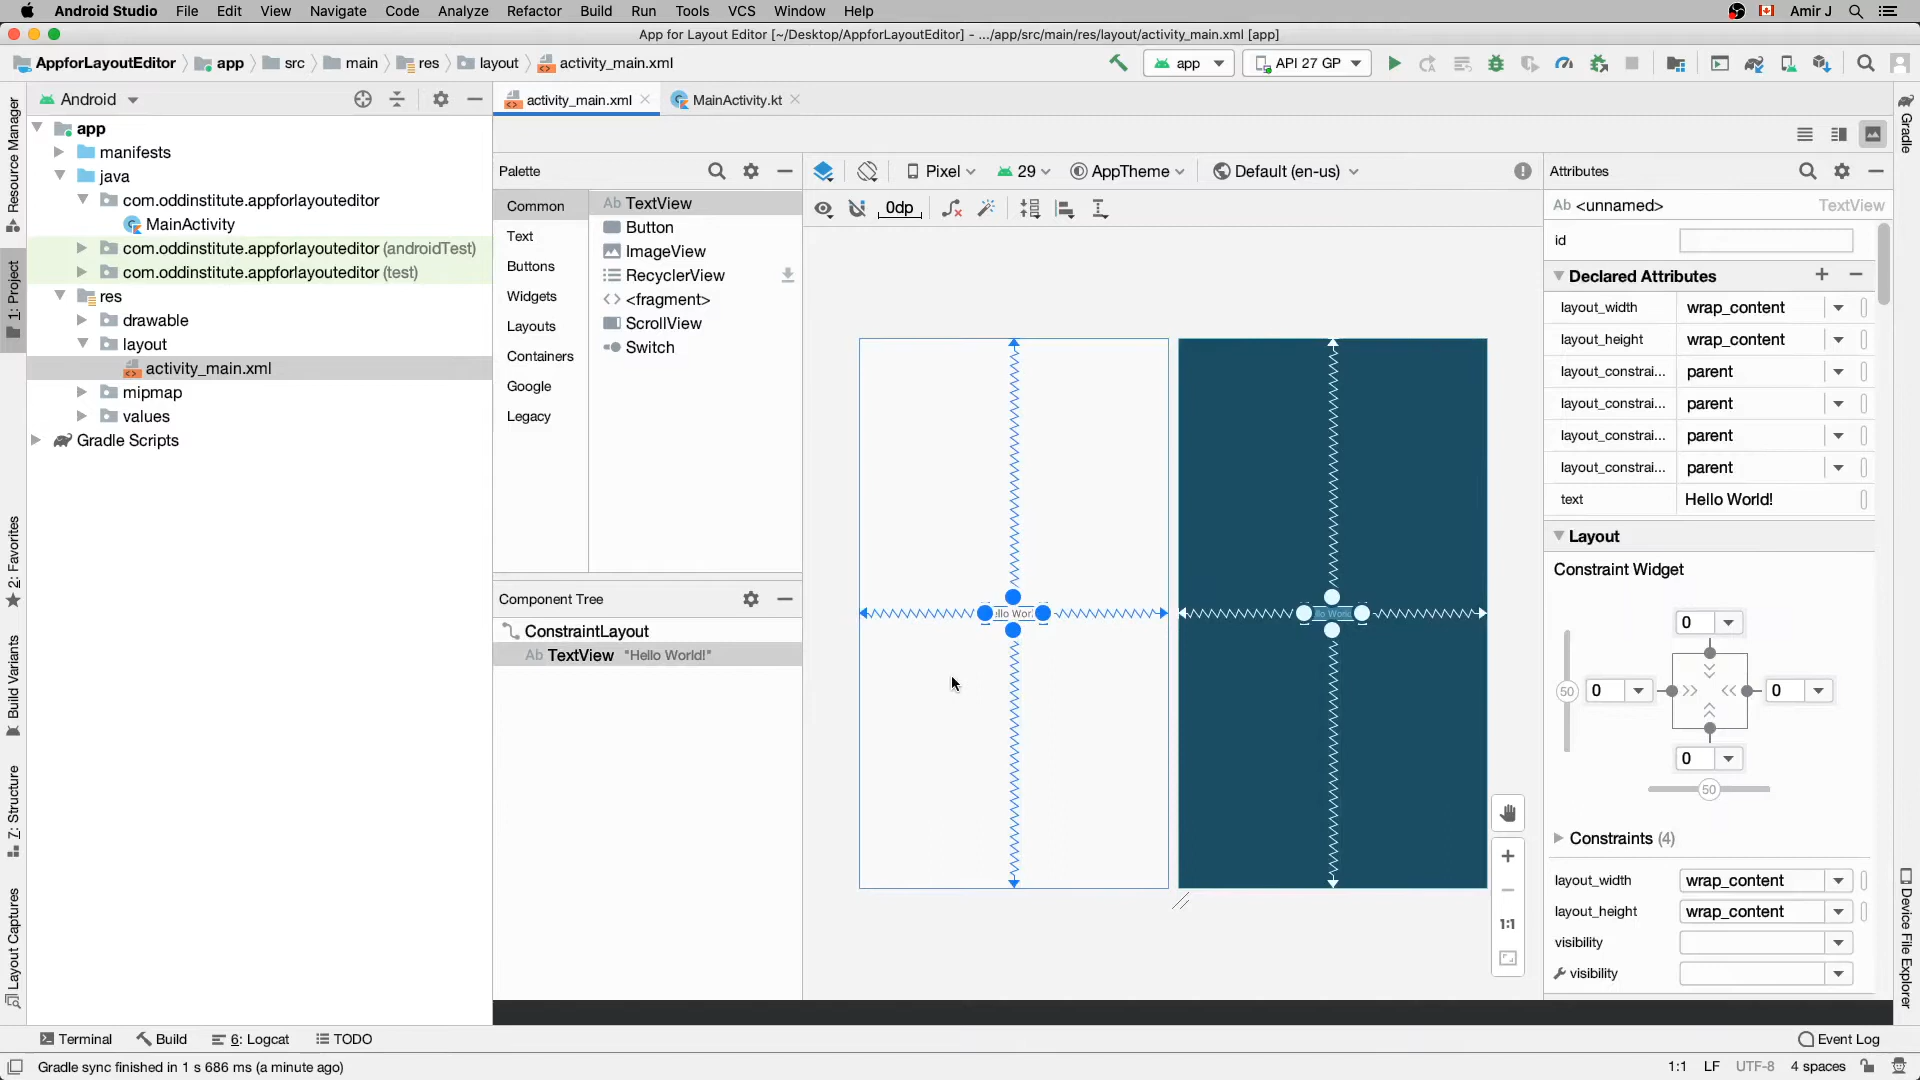 Android Studio File Edit View Navigate Code Analyze Refactor Build Run Tools VCS Window Help Amir J
App for Layout Editor [~/Desktop/AppforLayoutEditor] - .../app/src/main/res/layout/activity_main.xml [app]
AppforLayoutEditor app src main res layout activity_main.xml app API 27 GP
Resource Manager
1: Project
2: Favorites
Build Variants
7: Structure
Layout Captures
Android
app
manifests
java
com.oddinstitute.appforlayouteditor
MainActivity
com.oddinstitute.appforlayouteditor (androidTest)
com.oddinstitute.appforlayouteditor (test)
res
drawable
layout
activity_main.xml
mipmap
values
Gradle Scripts
activity_main.xml MainActivity.kt
Palette
Common
Text
Buttons
Widgets
Layouts
Containers
Google
Legacy
Ab TextView
Button
ImageView
RecyclerView
<fragment>
ScrollView
Switch
Component Tree
ConstraintLayout
Ab TextView "Hello World!"
Pixel 29 AppTheme Default (en-us)
0dp
1:1
Attributes
Ab <unnamed> TextView
id
Declared Attributes
layout_width wrap_content
layout_height wrap_content
layout_constrai... parent
layout_constrai... parent
layout_constrai... parent
layout_constrai... parent
text Hello World!
Layout
Constraint Widget
0
50 0 0
0
50
Constraints (4)
layout_width wrap_content
layout_height wrap_content
visibility
visibility
Gradle
Device File Explorer
Terminal Build 6: Logcat TODO Event Log
Gradle sync finished in 1 s 686 ms (a minute ago) 1:1 LF UTF-8 4 spaces